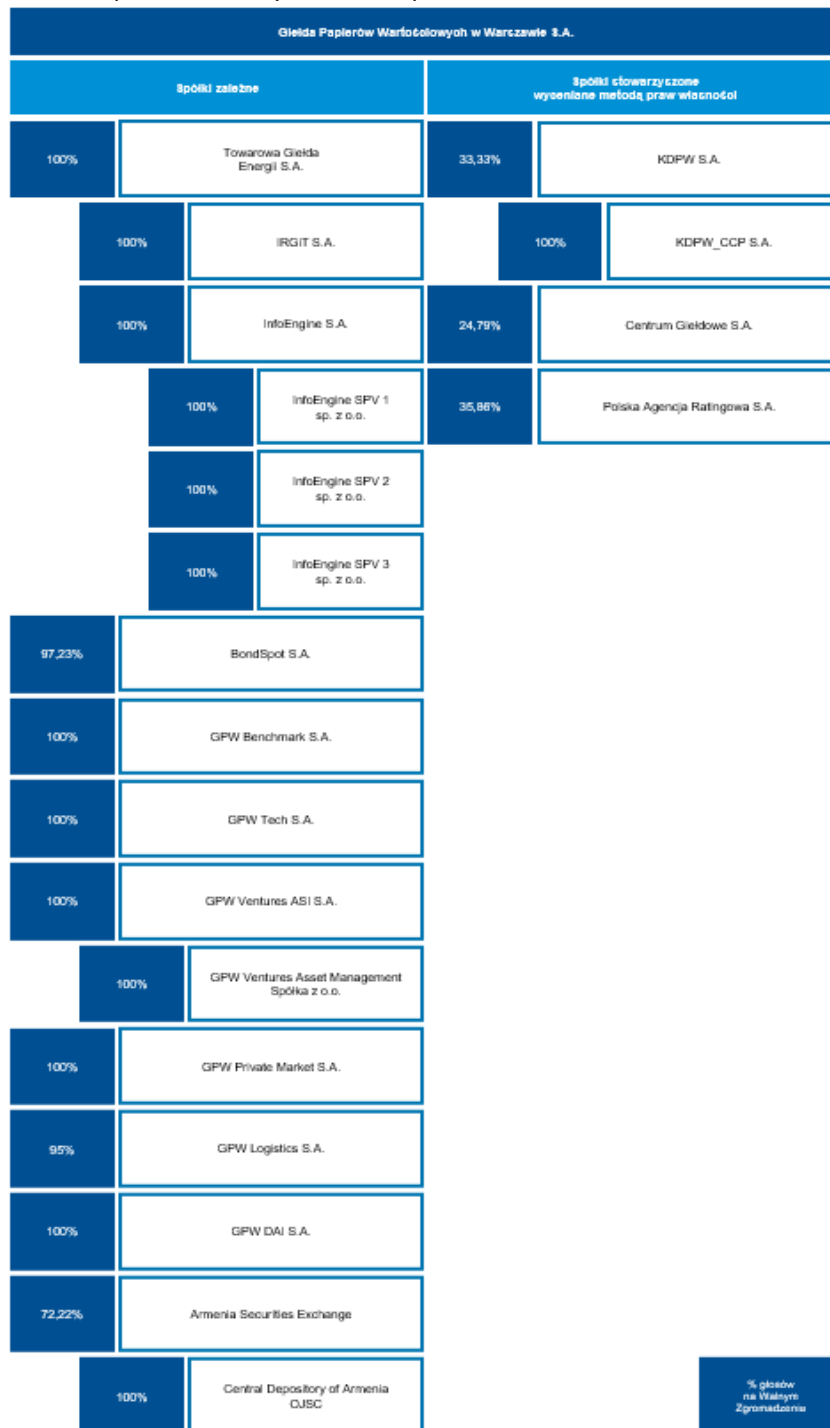 Giełda Papierów Wartościowych w Warszawie S.A.
Spółki zależne
Spółki stowarzyszone
wyceniane metodą praw własności
100%
Towarowa Giełda
Energii S.A.
100%
IRGiT S.A.
100%
InfoEngine S.A.
100%
InfoEngine SPV 1
sp. z o.o.
100%
InfoEngine SPV 2
sp. z o.o.
100%
InfoEngine SPV 3
sp. z o.o.
97,23%
BondSpot S.A.
100%
GPW Benchmark S.A.
100%
GPW Tech S.A.
100%
GPW Ventures ASI S.A.
100%
GPW Ventures Asset Management
Spółka z o.o.
100%
GPW Private Market S.A.
95%
GPW Logistics S.A.
100%
GPW DAI S.A.
72,22%
Armenia Securities Exchange
100%
Central Depository of Armenia
OJSC
33,33%
KDPW S.A.
100%
KDPW_CCP S.A.
24,79%
Centrum Giełdowe S.A.
35,86%
Polska Agencja Ratingowa S.A.
% głosów
na Walnym
Zgromadzeniu